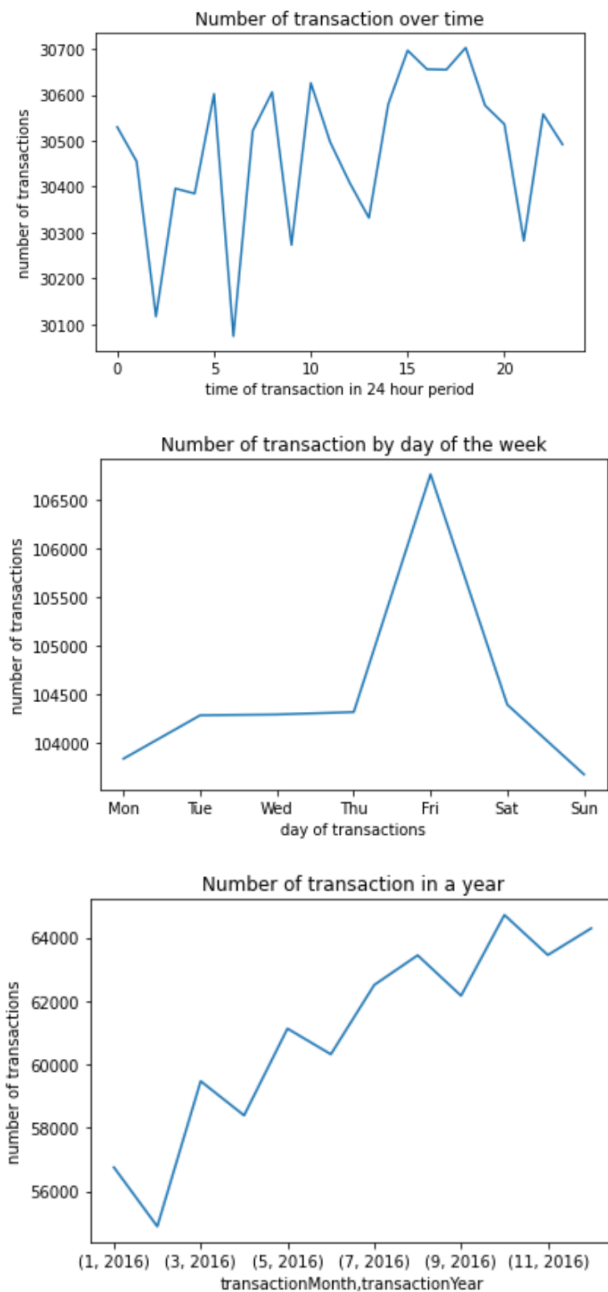 Number of transaction over time
30700
30600
30500
30400
30300
30200
30100
number of transactions
0 5 10 15 20
time of transaction in 24 hour period
Number of transaction by day of the week
106500
106000
105500
105000
104500
104000
number of transactions
Mon Tue Wed Thu Fri Sat Sun
day of transactions
Number of transaction in a year
64000
62000
60000
58000
56000
number of transactions
(1, 2016) (3, 2016) (5, 2016) (7, 2016) (9, 2016) (11, 2016)
transactionMonth,transactionYear